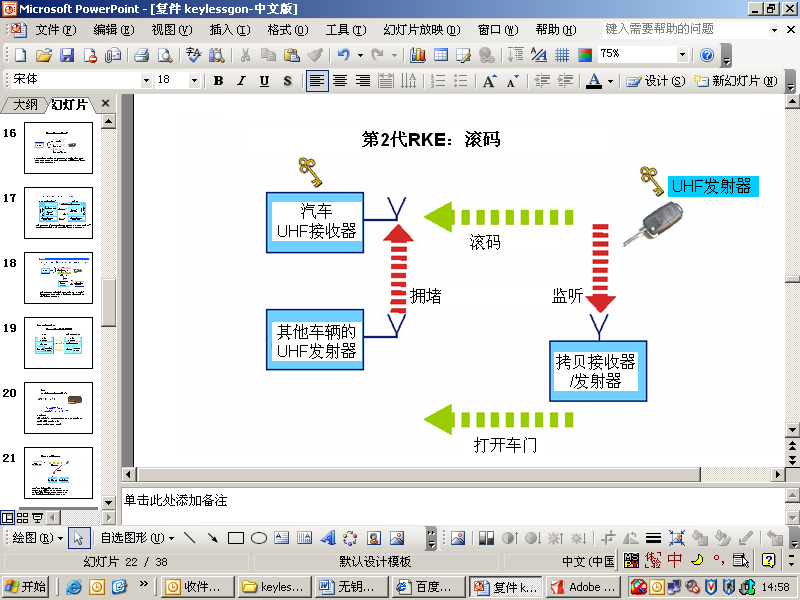 Microsoft PowerPoint - [复件 keylessgon-中文版]
文件(F) 编辑(E) 视图(V) 插入(I) 格式(O) 工具(T) 幻灯片放映(D) 窗口(W) 帮助(H) 键入需要帮助的问题
75%
宋体 18 B I U S A A A 设计(S) 新幻灯片(N)
大纲 幻灯片
16
17
18
19
20
21
第2代RKE：滚码
UHF发射器
汽车
UHF接收器
滚码
拥堵
监听
其他车辆的
UHF发射器
拷贝接收器
/发射器
打开车门
单击此处添加备注
绘图(R) 自选图形(U)
幻灯片 22 / 38 默认设计模板 中文(中国
中
开始 收件... keyles... 无钥... 百度... 复件 k... Adobe ... 14:58